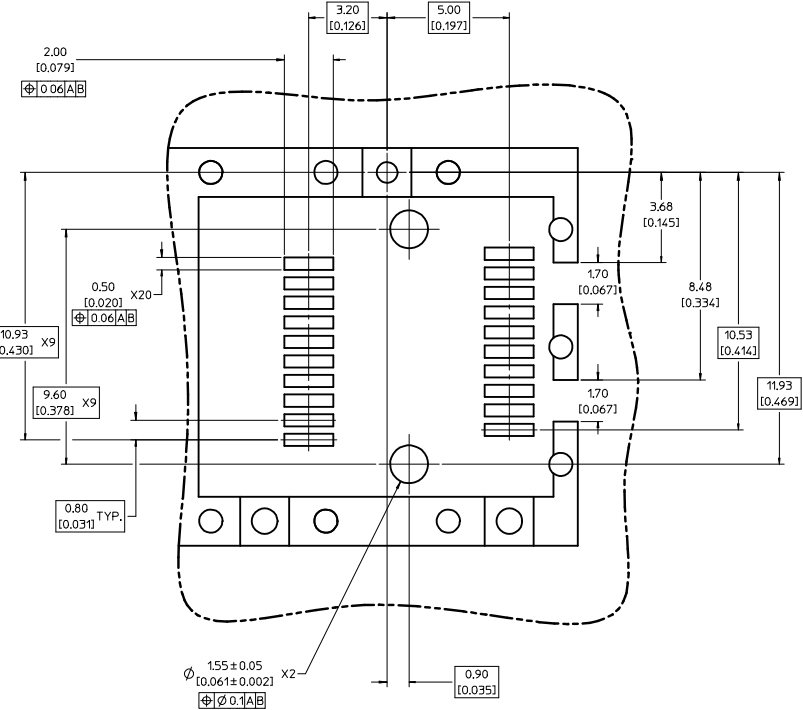 3.20
[0.126]
5.00
[0.197]
2.00
[0.079]
⌖ 0.06 A B
3.68
[0.145]
0.50
[0.020] X20
⌖ 0.06 A B
1.70
[0.067]
8.48
[0.334]
10.93
0.430] X9
10.53
[0.414]
9.60
[0.378] X9
1.70
[0.067]
11.93
[0.469]
0.80
[0.031] TYP.
Ø 1.55±0.05
[0.061±0.002] X2
⌖ Ø 0.1 A B
0.90
[0.035]